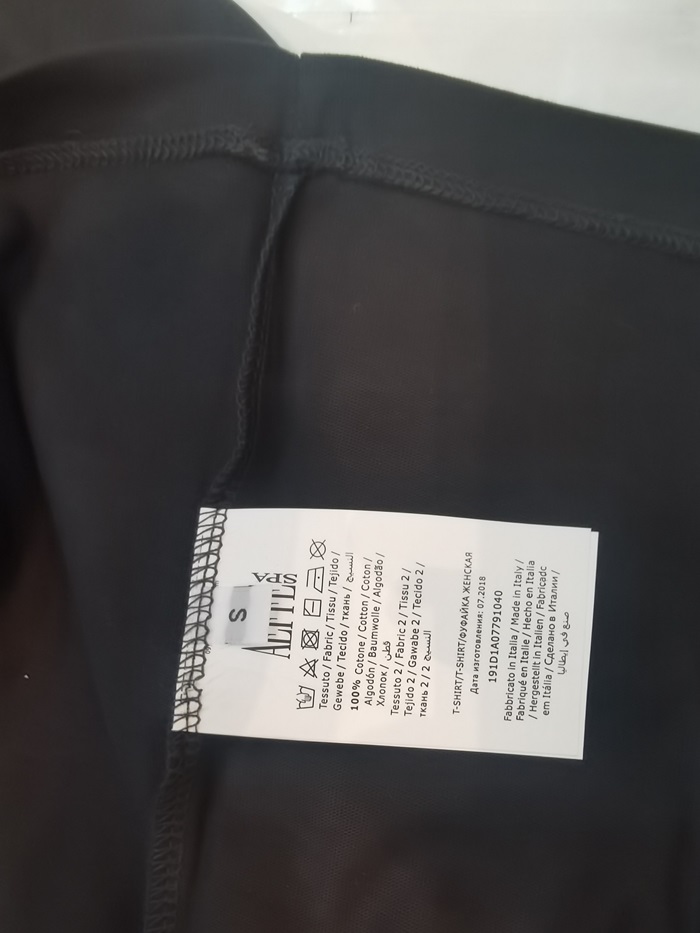 S
AEFFE
SPA
Tessuto / Fabric / Tissu / Tejido /
Gewebe / Tecido / ткань / النسيج
100% Cotone / Cotton / Coton /
Algodón / Baumwolle / Algodão /
Хлопок / قطن
Tessuto 2 / Fabric 2 / Tissu 2 /
Tejido 2 / Gawabe 2 / Tecido 2 /
ткань 2 / 2 النسيج
T-SHIRT/T-SHIRT/ФУФАЙКА ЖЕНСКАЯ
Дата изготовления: 07.2018
191D1A07791040
Fabbricato in Italia / Made in Italy /
Fabriqué en Italie / Hecho en Italia
/ Hergestellt in Italien / Fabricado
em Itália / Сделано в Италии /
صنع في إيطاليا